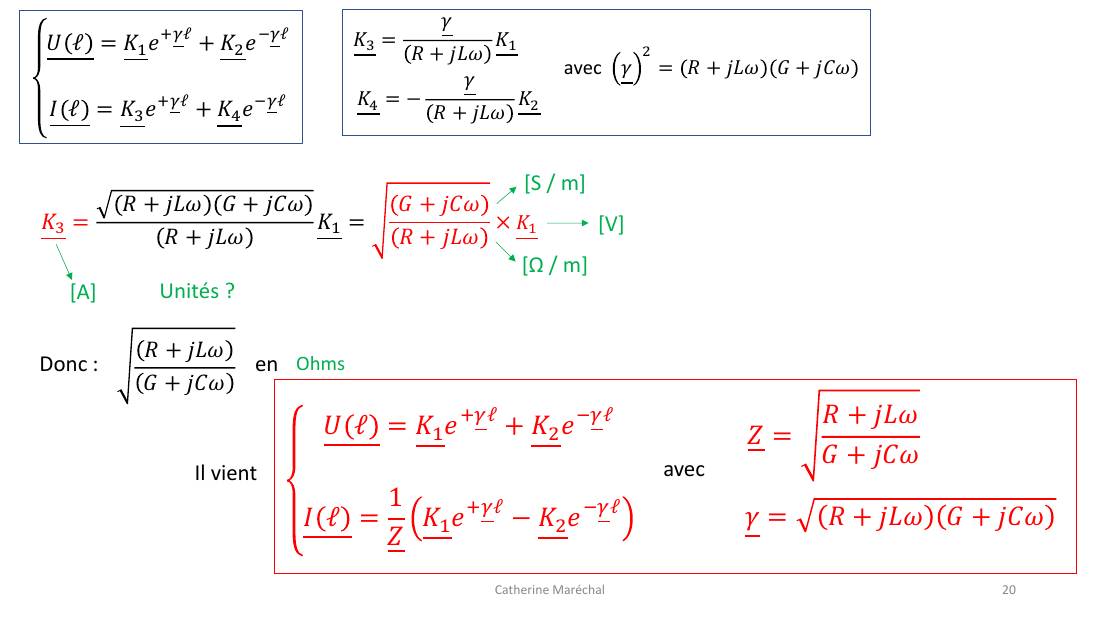 U(ℓ) = K₁e^{+γℓ} + K₂e^{−γℓ}
I(ℓ) = K₃e^{+γℓ} + K₄e^{−γℓ}
K₃ = γ/(R + jLω) K₁
K₄ = − γ/(R + jLω) K₂
avec (γ)² = (R + jLω)(G + jCω)
K₃ = √((R + jLω)(G + jCω))/(R + jLω) K₁ = √((G + jCω)/(R + jLω)) × K₁
[S / m]
[V]
[Ω / m]
[A]
Unités ?
Donc : √((R + jLω)/(G + jCω)) en Ohms
Il vient
U(ℓ) = K₁e^{+γℓ} + K₂e^{−γℓ}
I(ℓ) = 1/Z (K₁e^{+γℓ} − K₂e^{−γℓ})
avec
Z = √((R + jLω)/(G + jCω))
γ = √((R + jLω)(G + jCω))
Catherine Maréchal
20